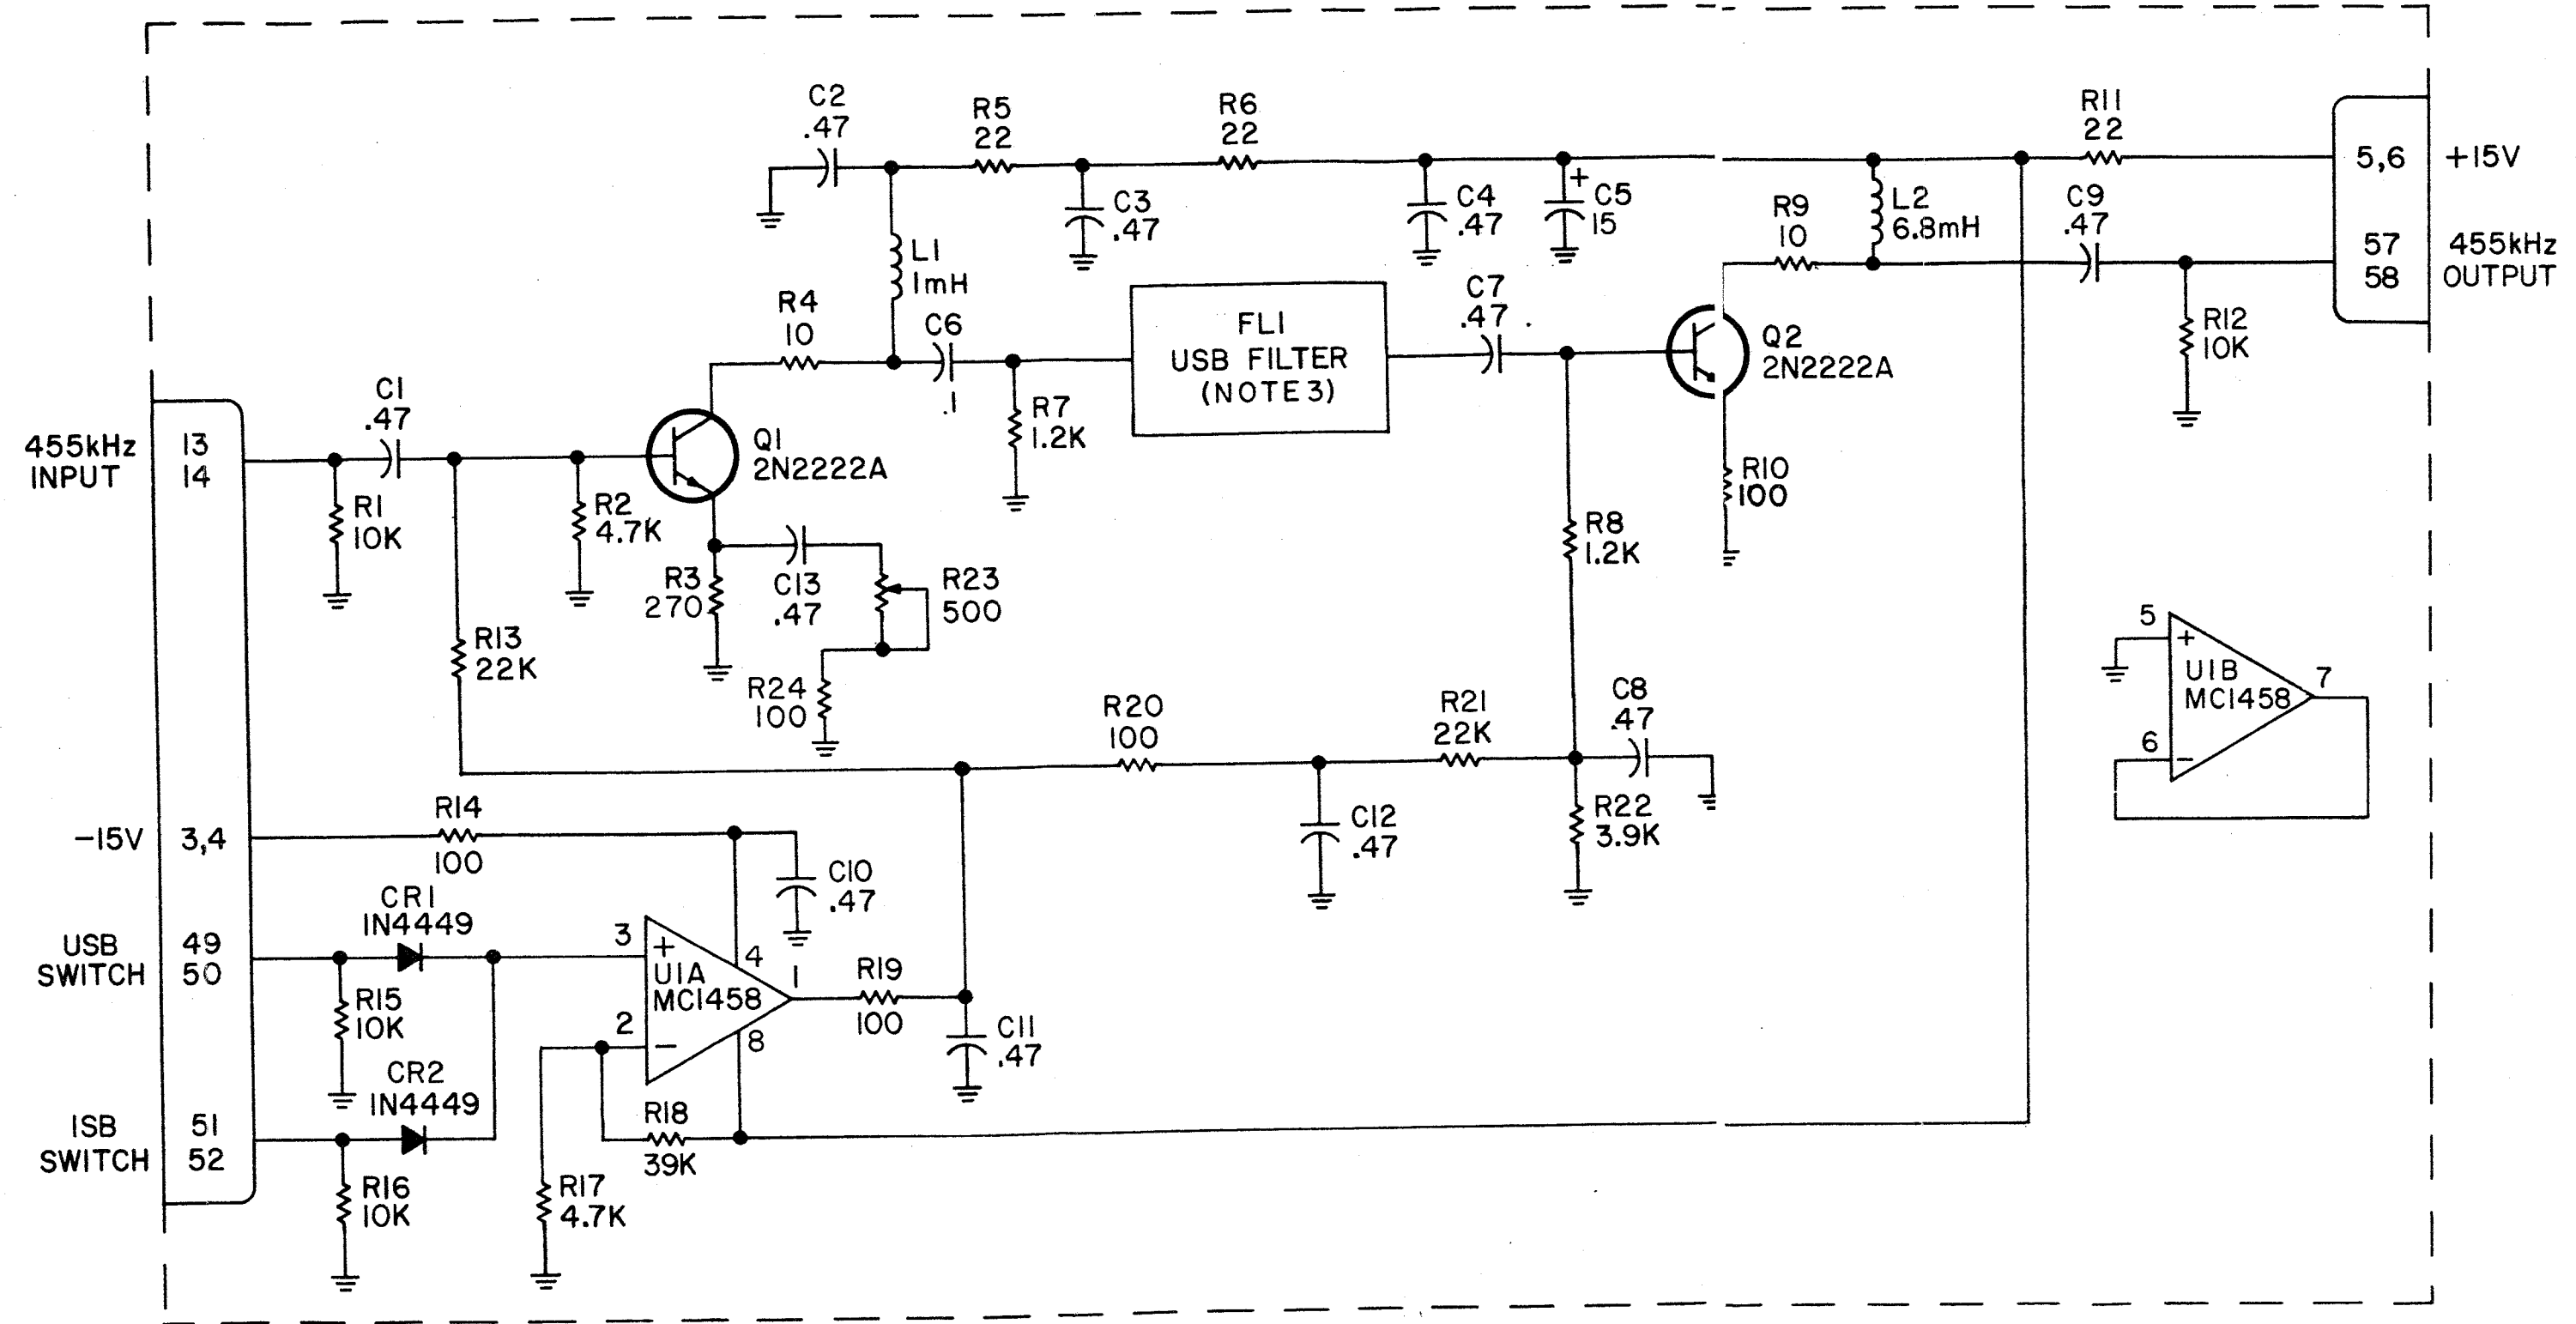 C2
.47
R5
22
R6
22
R11
22
5,6
+15V
C3
.47
C4
.47
+
C5
15
R9
10
L2
6.8mH
C9
.47
57
58
455kHz
OUTPUT
L1
1mH
R4
10
C6
.1
FL1
USB FILTER
(NOTE 3)
C7
.47
Q2
2N2222A
R12
10K
R7
1.2K
455kHz
INPUT
13
14
C1
.47
Q1
2N2222A
R1
10K
R2
4.7K
R3
270
C13
.47
R23
500
R8
1.2K
R10
100
R13
22K
R24
100
R20
100
R21
22K
C8
.47
5
+
U1B
MC1458
7
6
−
−15V
3,4
R14
100
C10
.47
C12
.47
R22
3.9K
USB
SWITCH
49
50
CR1
1N4449
R15
10K
3
+
U1A
MC1458
4
1
2
−
8
R19
100
C11
.47
ISB
SWITCH
51
52
CR2
1N4449
R18
39K
R16
10K
R17
4.7K